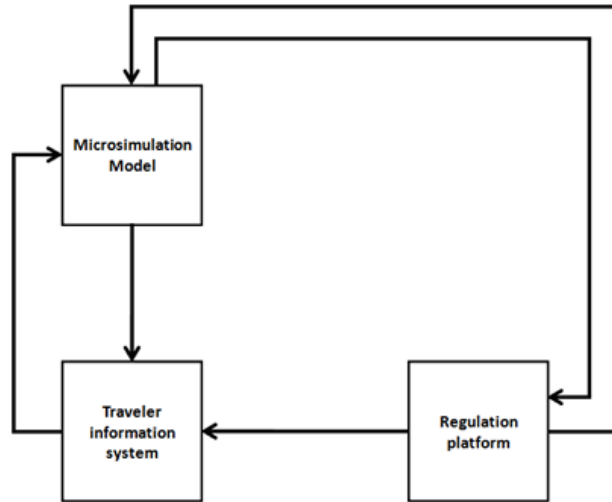 Microsimulation
Model
Traveler
information
system
Regulation
platform